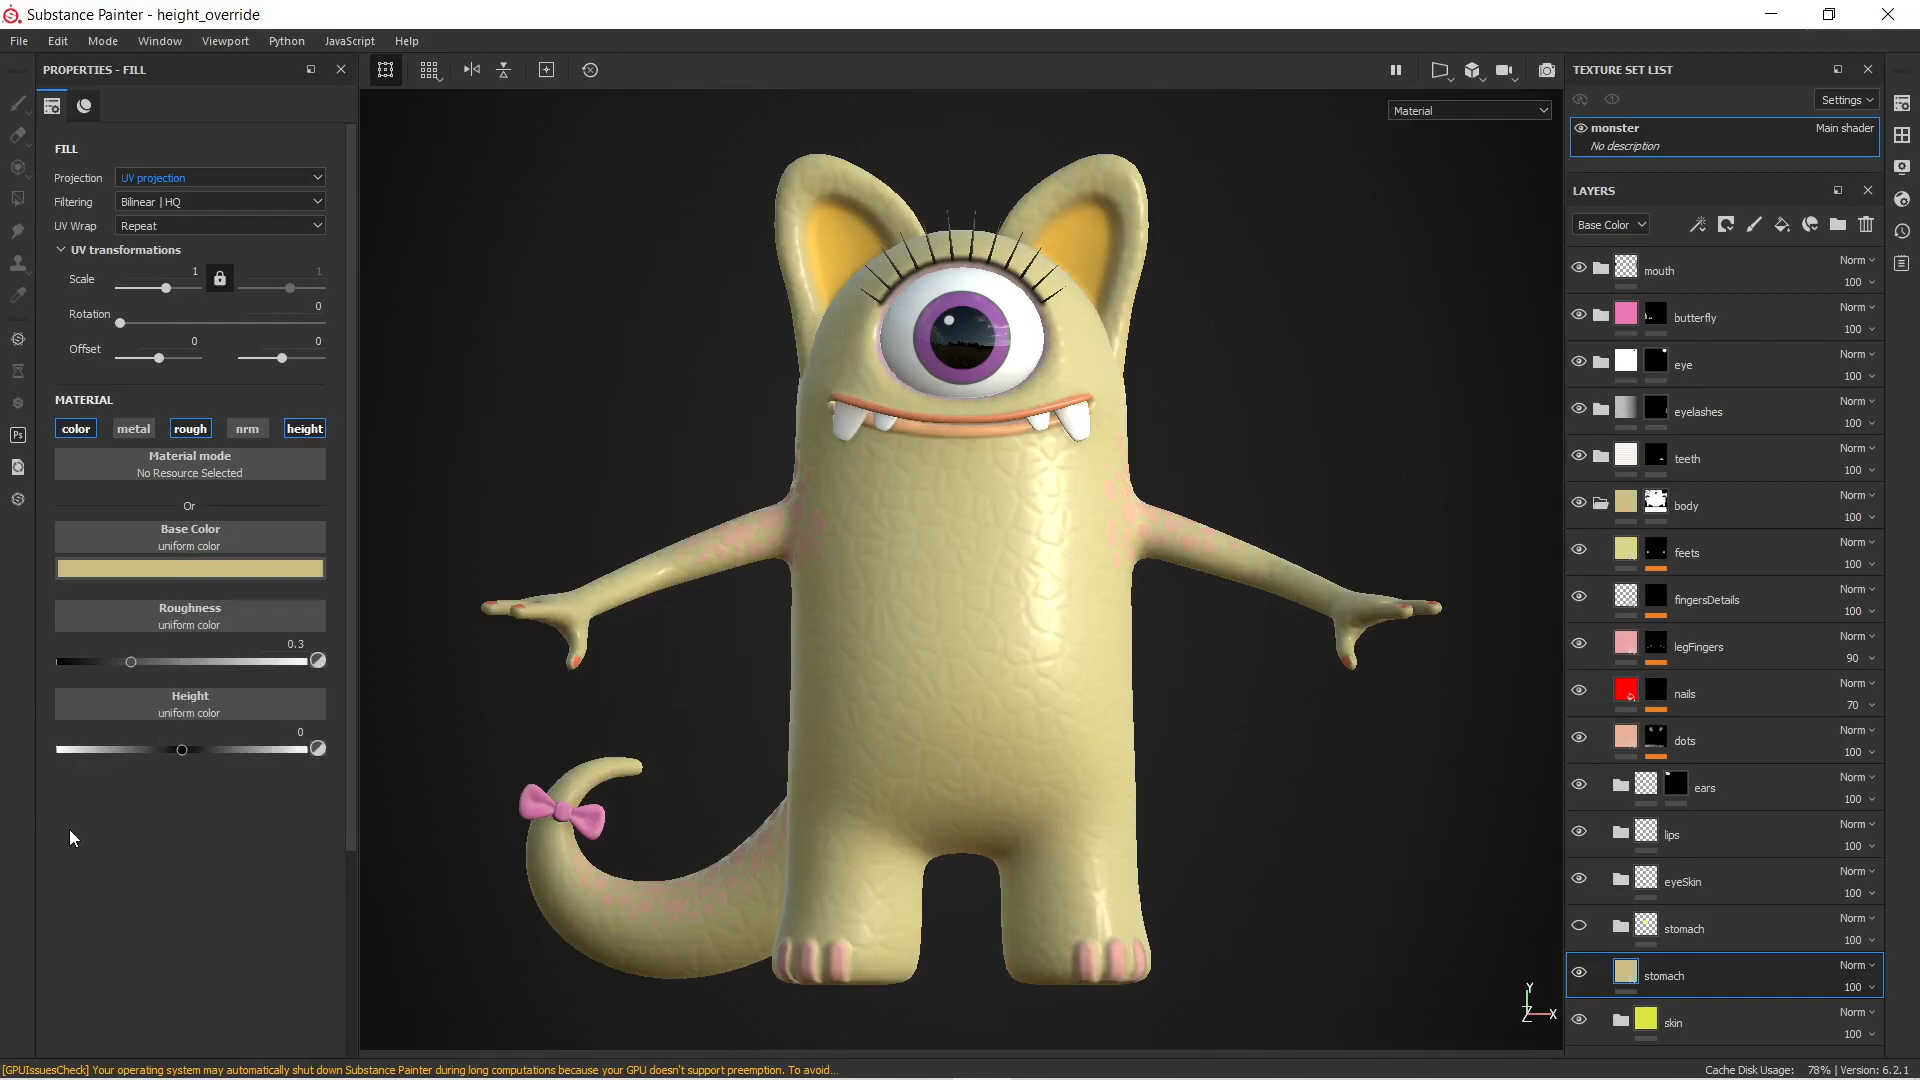 Substance Painter - height_override
File Edit Mode Window Viewport Python JavaScript Help
PROPERTIES - FILL
FILL
Projection UV projection
Filtering Bilinear | HQ
UV Wrap Repeat
UV transformations
Scale 1 1
Rotation 0
Offset 0 0
MATERIAL
color metal rough nrm height
Material mode
No Resource Selected
Or
Base Color
uniform color
Roughness
uniform color
0.3
Height
uniform color
0
Ps
Material
Y
Z X
TEXTURE SET LIST
Settings
monster Main shader
No description
LAYERS
Base Color
mouth Norm 100
butterfly Norm 100
eye Norm 100
eyelashes Norm 100
teeth Norm 100
body Norm 100
feets Norm 100
fingersDetails Norm 100
legFingers Norm 90
nails Norm 70
dots Norm 100
ears Norm 100
lips Norm 100
eyeSkin Norm 100
stomach Norm 100
stomach Norm 100
skin Norm 100
[GPUIssuesCheck] Your operating system may automatically shut down Substance Painter during long computations because your GPU doesn't support preemption. To avoid...
Cache Disk Usage: 78% | Version: 6.2.1